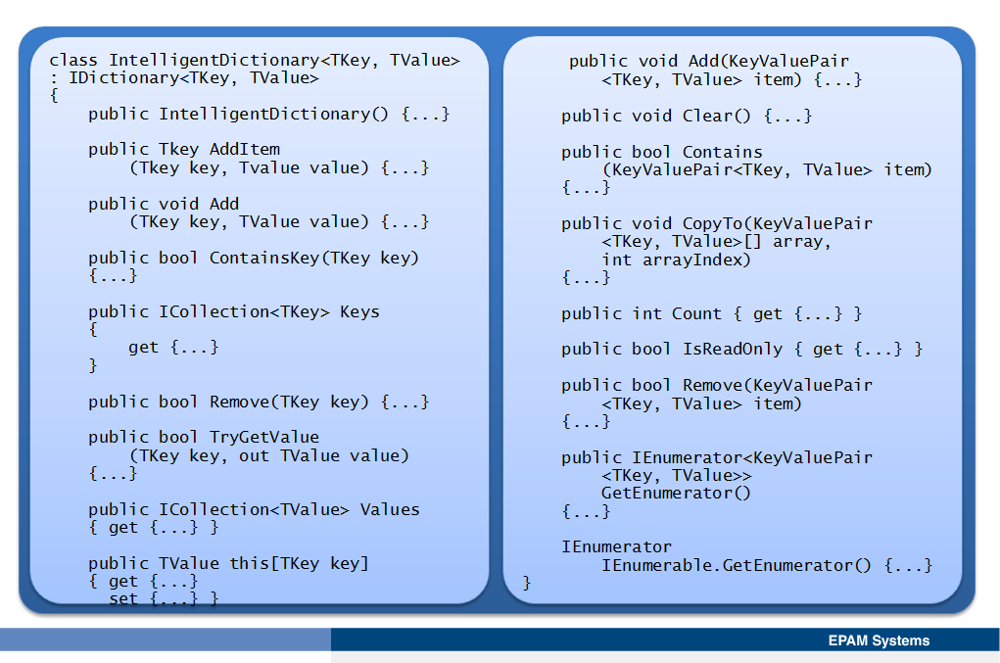 class IntelligentDictionary<TKey, TValue>
: IDictionary<TKey, TValue>
{
    public IntelligentDictionary() {...}

    public Tkey AddItem
        (Tkey key, Tvalue value) {...}

    public void Add
        (TKey key, TValue value) {...}

    public bool ContainsKey(TKey key)
    {...}

    public ICollection<TKey> Keys
    {
        get {...}
    }

    public bool Remove(TKey key) {...}

    public bool TryGetValue
        (TKey key, out TValue value)
    {...}

    public ICollection<TValue> Values
    { get {...} }

    public TValue this[TKey key]
    { get {...}
      set {...} }

    public void Add(KeyValuePair
        <TKey, TValue> item) {...}

    public void Clear() {...}

    public bool Contains
        (KeyValuePair<TKey, TValue> item)
    {...}

    public void CopyTo(KeyValuePair
        <TKey, TValue>[] array,
        int arrayIndex)
    {...}

    public int Count { get {...} }

    public bool IsReadOnly { get {...} }

    public bool Remove(KeyValuePair
        <TKey, TValue> item)
    {...}

    public IEnumerator<KeyValuePair
        <TKey, TValue>>
        GetEnumerator()
    {...}

    IEnumerator
        IEnumerable.GetEnumerator() {...}
}
EPAM Systems